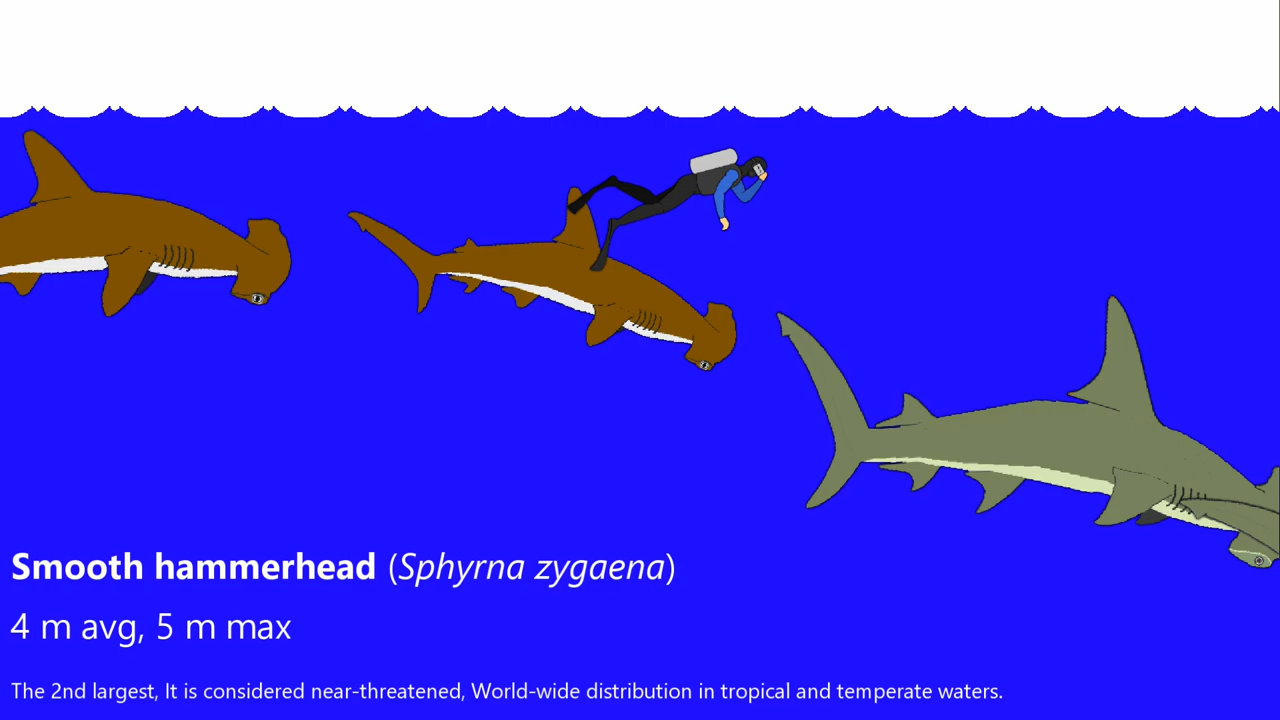 Smooth hammerhead (Sphyrna zygaena)
4 m avg, 5 m max
The 2nd largest, It is considered near-threatened, World-wide distribution in tropical and temperate waters.